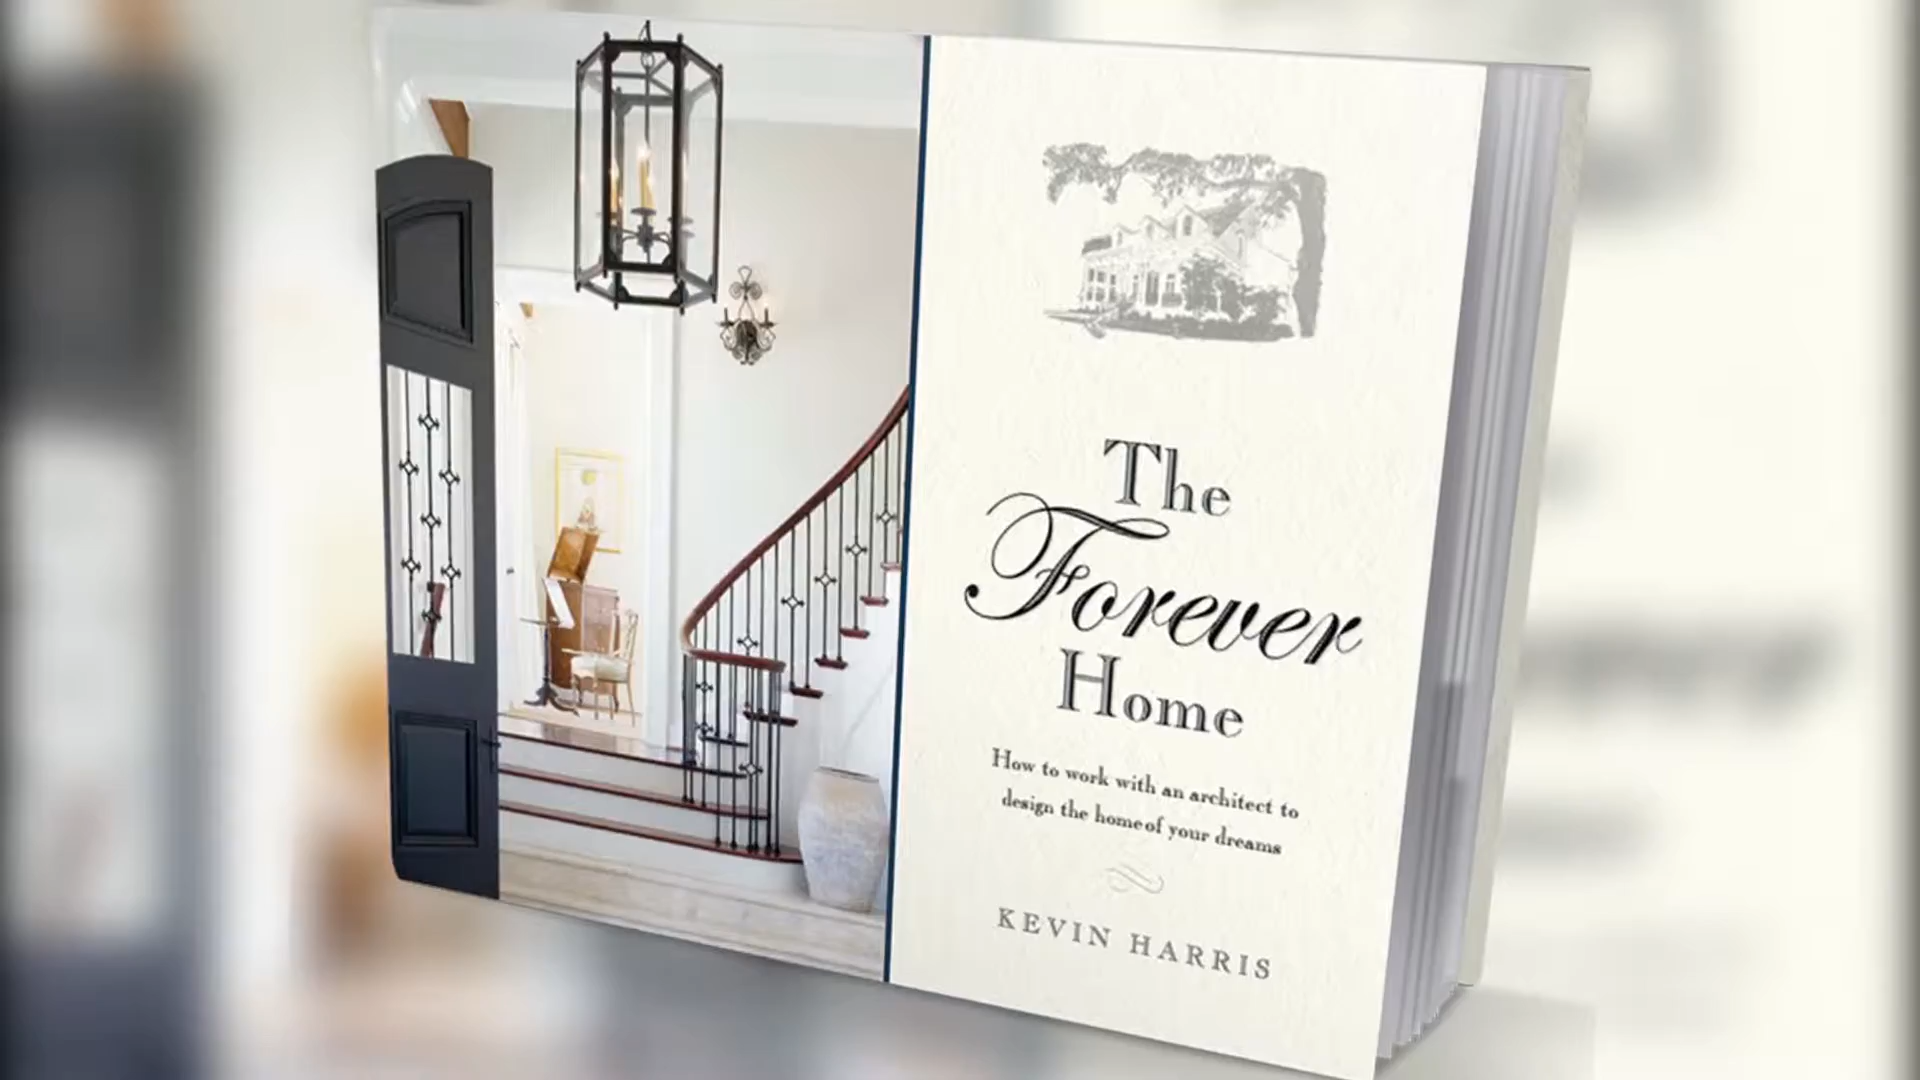 The
Forever
Home
How to work with an architect to
design the home of your dreams
KEVIN HARRIS